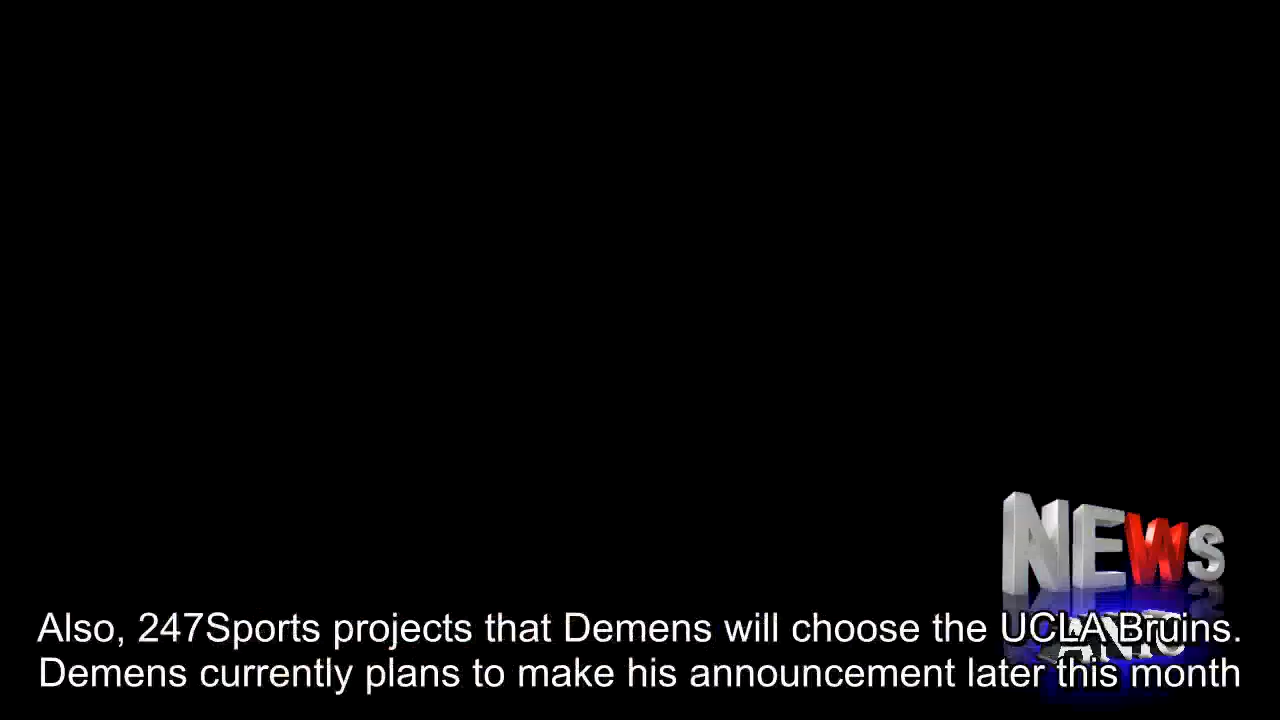 NEWS
Also, 247Sports projects that Demens will choose the UCLA Bruins.
Demens currently plans to make his announcement later this month